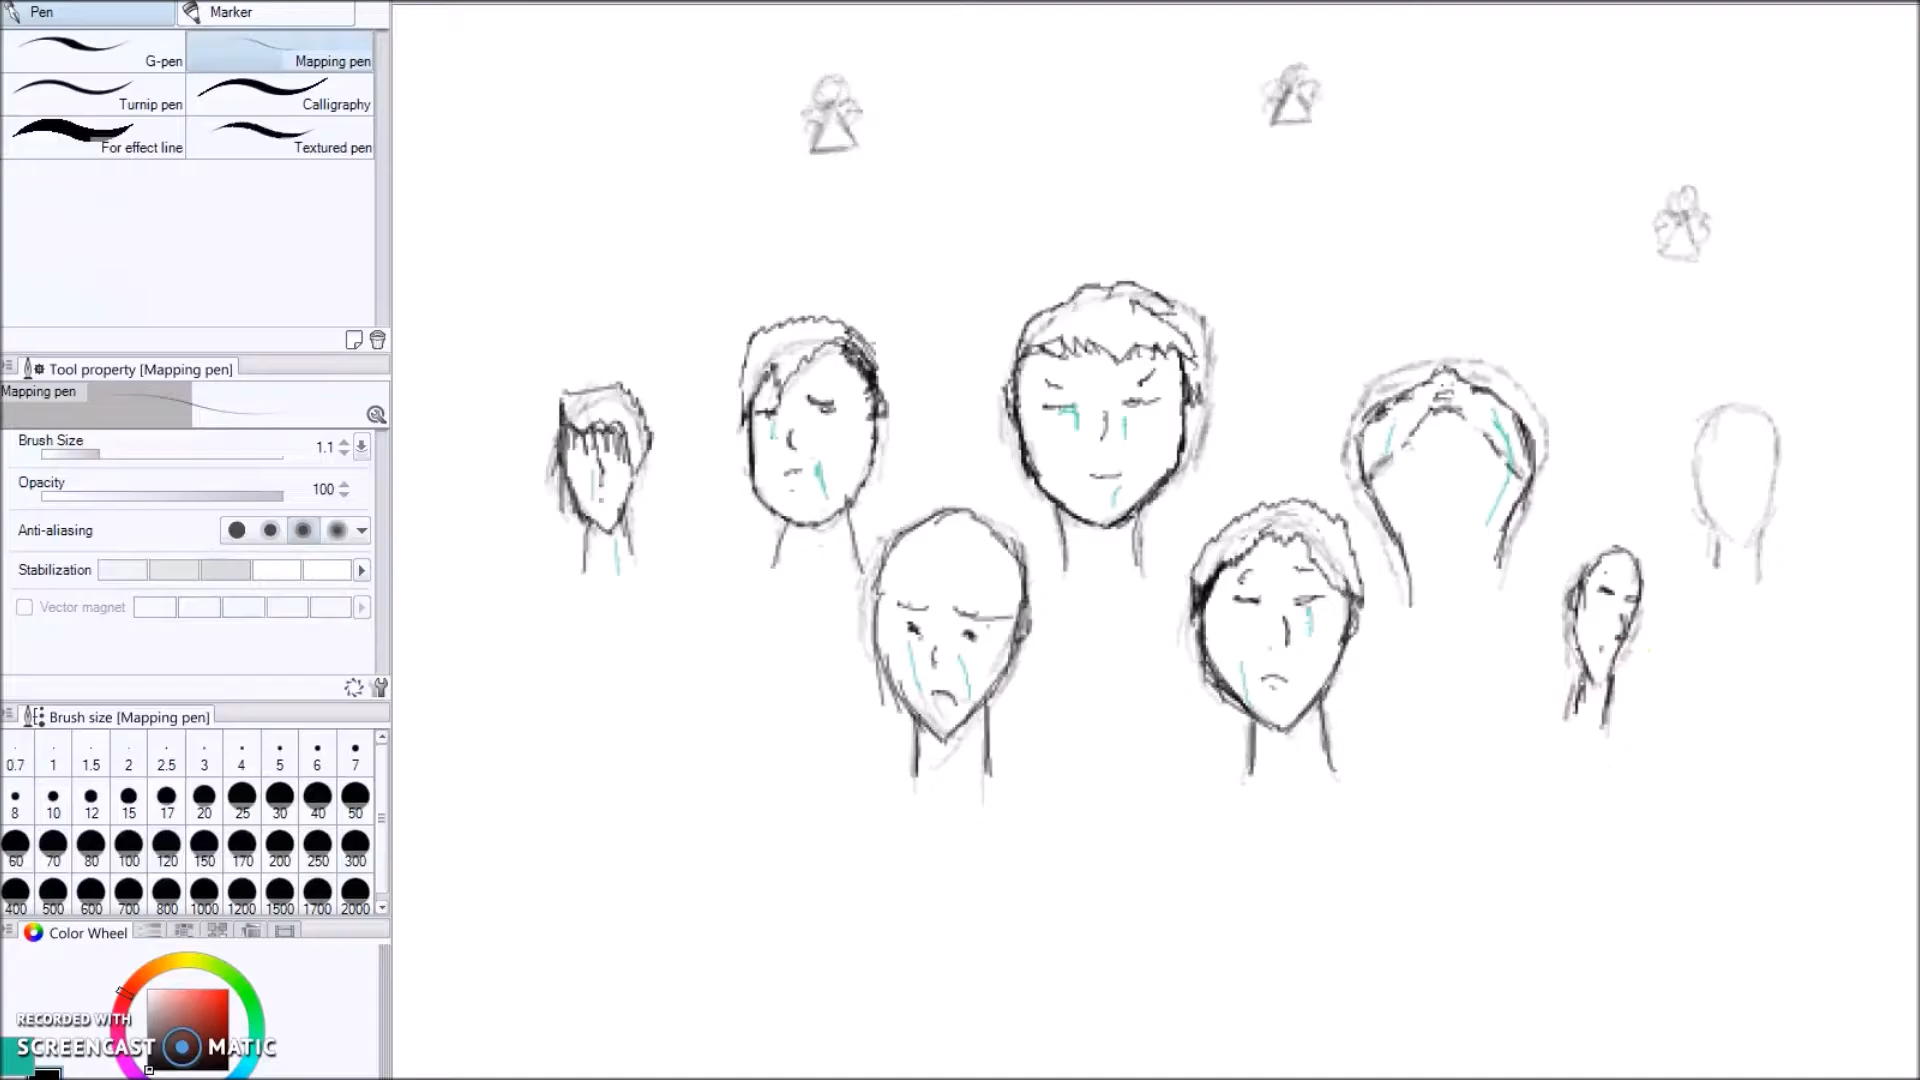 Pen Marker
G-pen Mapping pen
Turnip pen Calligraphy
For effect line Textured pen
Tool property [Mapping pen]
Mapping pen
Brush Size 1.1
Opacity 100
Anti-aliasing
Stabilization
Vector magnet
Brush size [Mapping pen]
0.7 1 1.5 2 2.5 3 4 5 6 7
8 10 12 15 17 20 25 30 40 50
60 70 80 100 120 150 170 200 250 300
400 500 600 700 800 1000 1200 1500 1700 2000
Color Wheel
RECORDED WITH
SCREENCAST MATIC